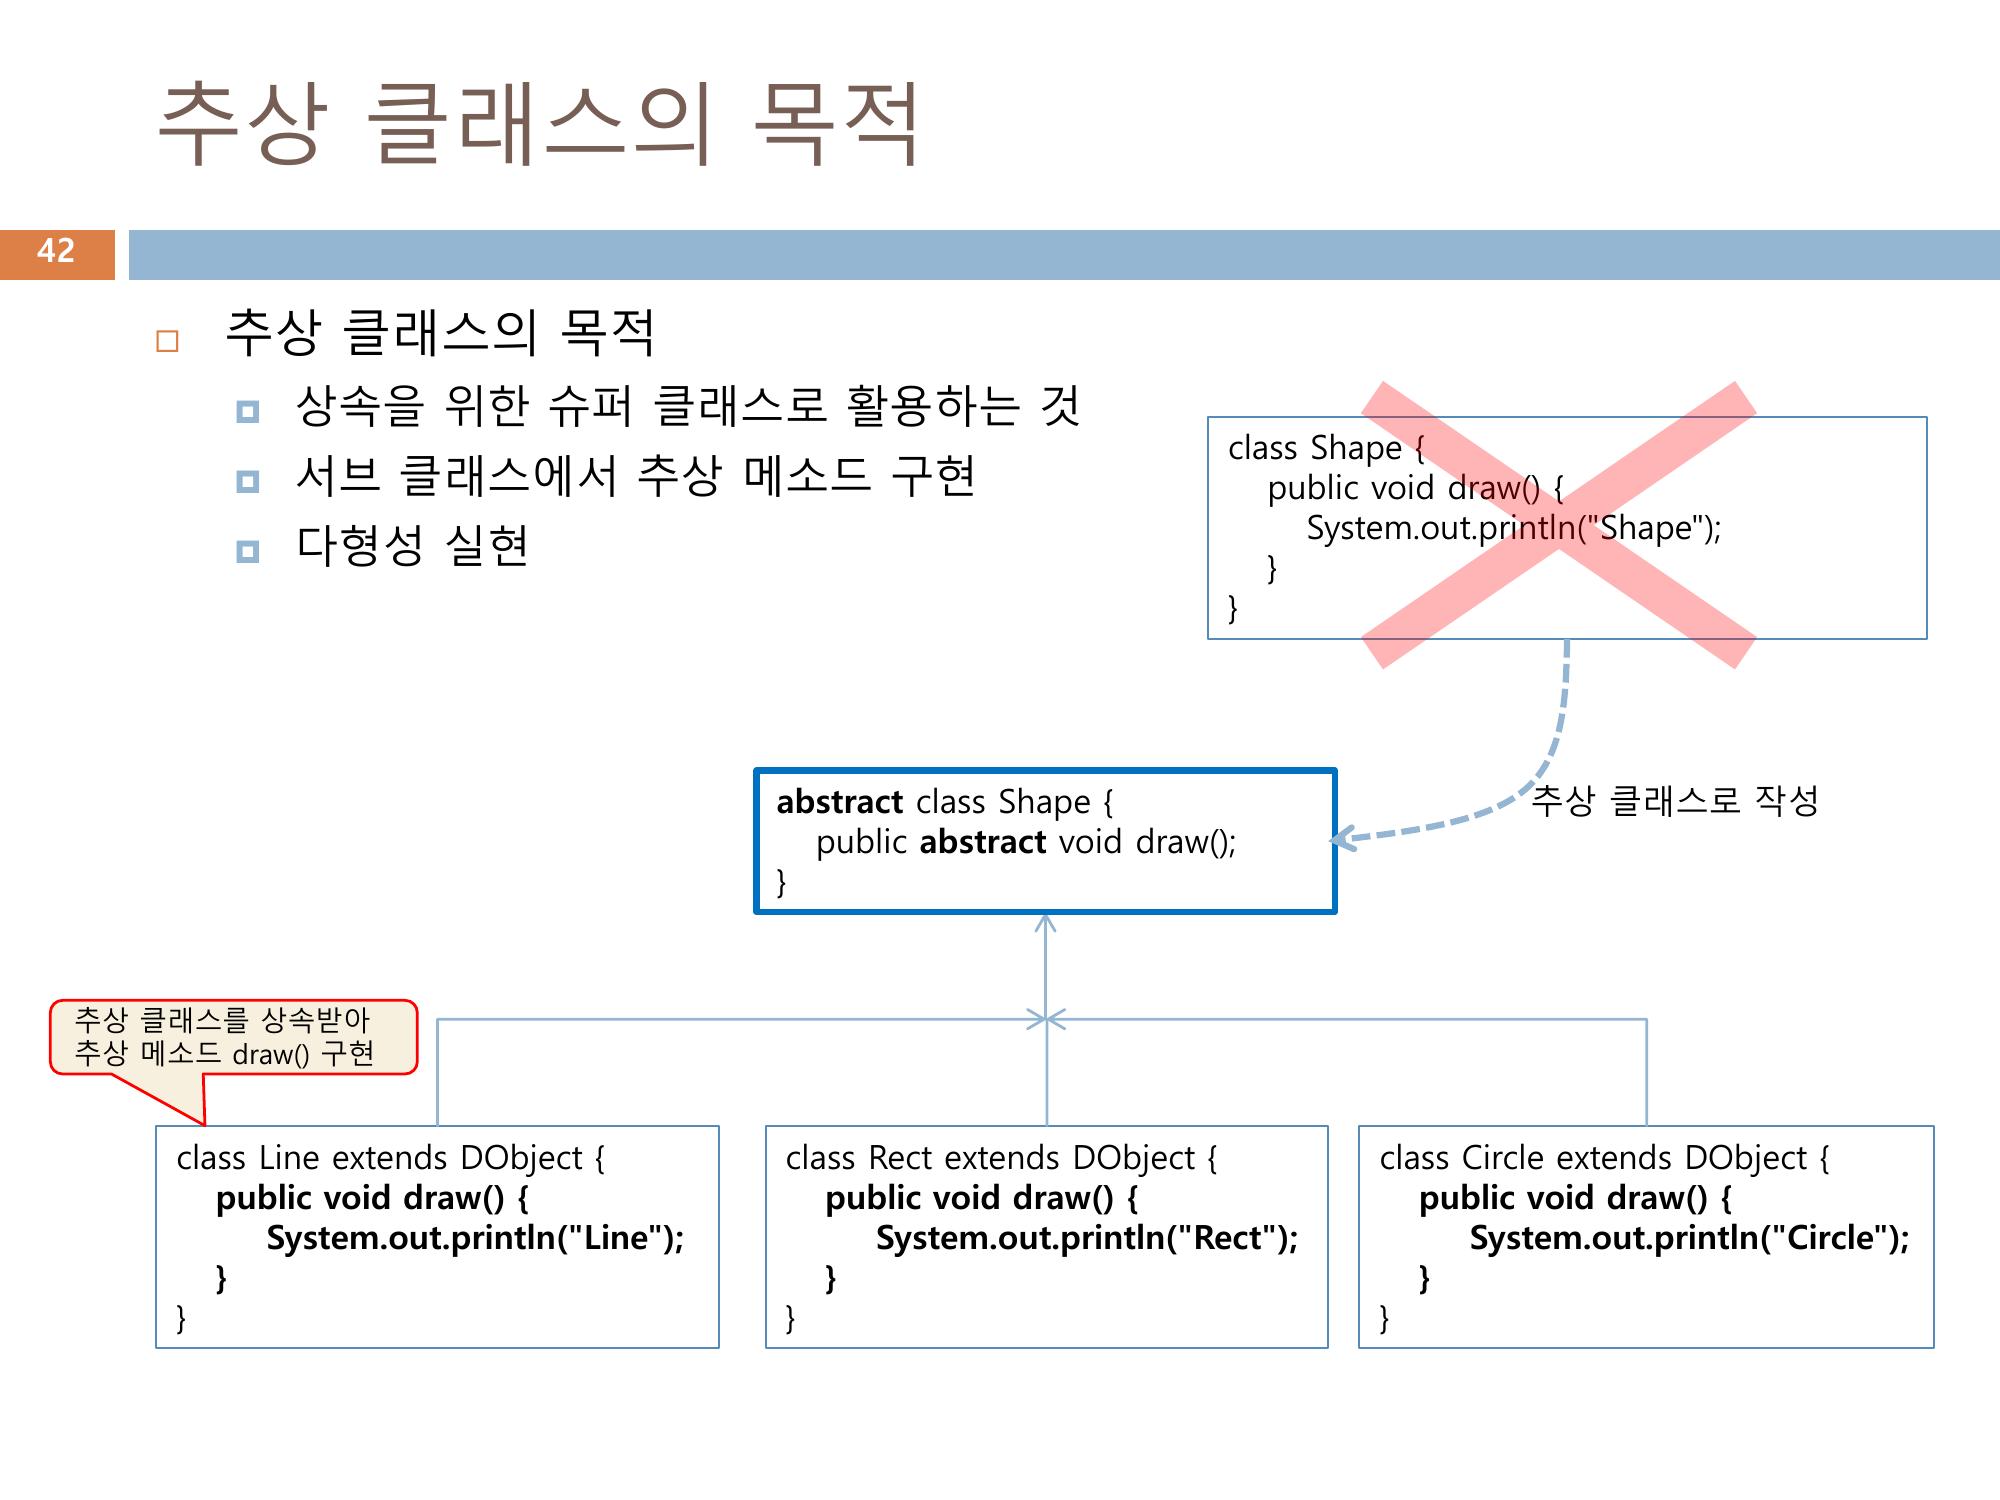 추상 클래스의 목적
42
추상 클래스의 목적
상속을 위한 슈퍼 클래스로 활용하는 것
서브 클래스에서 추상 메소드 구현
다형성 실현
class Shape {
public void draw() {
System.out.println("Shape");
}
}
abstract class Shape {
public abstract void draw();
}
추상 클래스로 작성
추상 클래스를 상속받아
추상 메소드 draw() 구현
class Line extends DObject {
public void draw() {
System.out.println("Line");
}
}
class Rect extends DObject {
public void draw() {
System.out.println("Rect");
}
}
class Circle extends DObject {
public void draw() {
System.out.println("Circle");
}
}